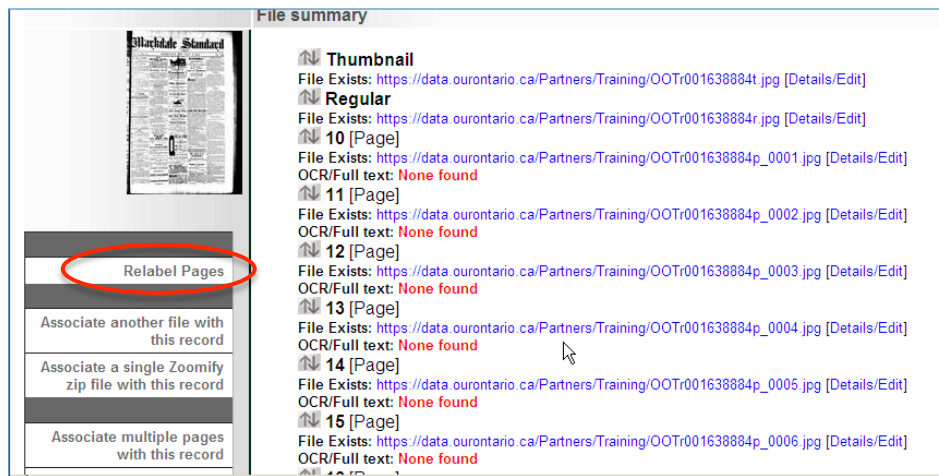 File summary
Markdale Standard
Thumbnail
File Exists: https://data.ourontario.ca/Partners/Training/OOTr001638884t.jpg [Details/Edit]
Regular
File Exists: https://data.ourontario.ca/Partners/Training/OOTr001638884r.jpg [Details/Edit]
10 [Page]
File Exists: https://data.ourontario.ca/Partners/Training/OOTr001638884p_0001.jpg [Details/Edit]
OCR/Full text: None found
11 [Page]
File Exists: https://data.ourontario.ca/Partners/Training/OOTr001638884p_0002.jpg [Details/Edit]
OCR/Full text: None found
12 [Page]
File Exists: https://data.ourontario.ca/Partners/Training/OOTr001638884p_0003.jpg [Details/Edit]
OCR/Full text: None found
13 [Page]
File Exists: https://data.ourontario.ca/Partners/Training/OOTr001638884p_0004.jpg [Details/Edit]
OCR/Full text: None found
14 [Page]
File Exists: https://data.ourontario.ca/Partners/Training/OOTr001638884p_0005.jpg [Details/Edit]
OCR/Full text: None found
15 [Page]
File Exists: https://data.ourontario.ca/Partners/Training/OOTr001638884p_0006.jpg [Details/Edit]
OCR/Full text: None found
Relabel Pages
Associate another file with
this record
Associate a single Zoomify
zip file with this record
Associate multiple pages
with this record